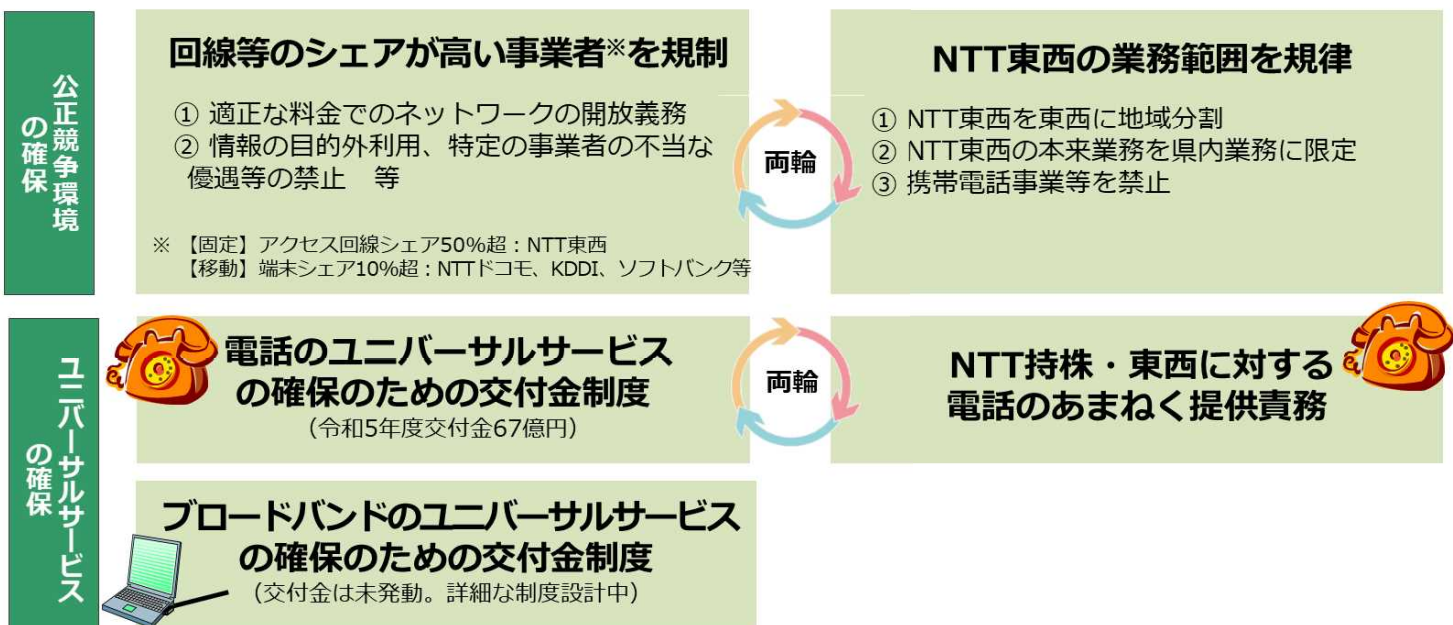 公正競争環境
の確保
回線等のシェアが高い事業者※を規制
① 適正な料金でのネットワークの開放義務
② 情報の目的外利用、特定の事業者の不当な
優遇等の禁止　等
※ 【固定】アクセス回線シェア50%超：NTT東西
【移動】端末シェア10%超：NTTドコモ、KDDI、ソフトバンク等
両輪
NTT東西の業務範囲を規律
① NTT東西を東西に地域分割
② NTT東西の本来業務を県内業務に限定
③ 携帯電話事業等を禁止
ユニバーサルサービス
の確保
電話のユニバーサルサービス
の確保のための交付金制度
（令和5年度交付金67億円）
両輪
NTT持株・東西に対する
電話のあまねく提供責務
ブロードバンドのユニバーサルサービス
の確保のための交付金制度
（交付金は未発動。詳細な制度設計中）